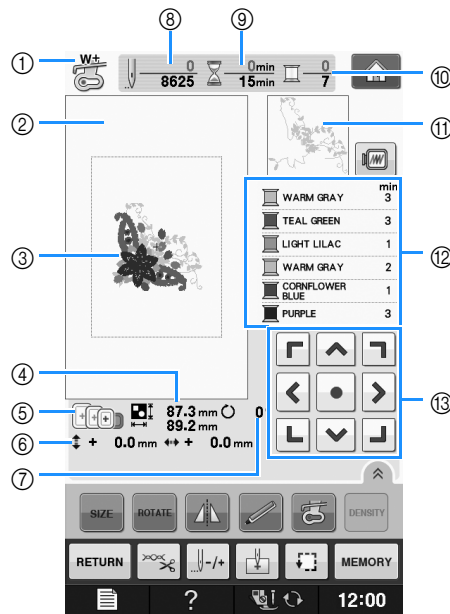 ⑧ ⑨
① W+ 0 0min 0 ⑩
8625 15min 7
② ⑪
min
WARM GRAY 3
TEAL GREEN 3
③ LIGHT LILAC 1 ⑫
WARM GRAY 2
CORNFLOWER BLUE 1
PURPLE 3
④
⑤ 87.3 mm 0 ⑬
89.2 mm
⑥ + 0.0 mm + 0.0 mm
⑦
SIZE ROTATE DENSITY
RETURN -/+ MEMORY
? 12:00